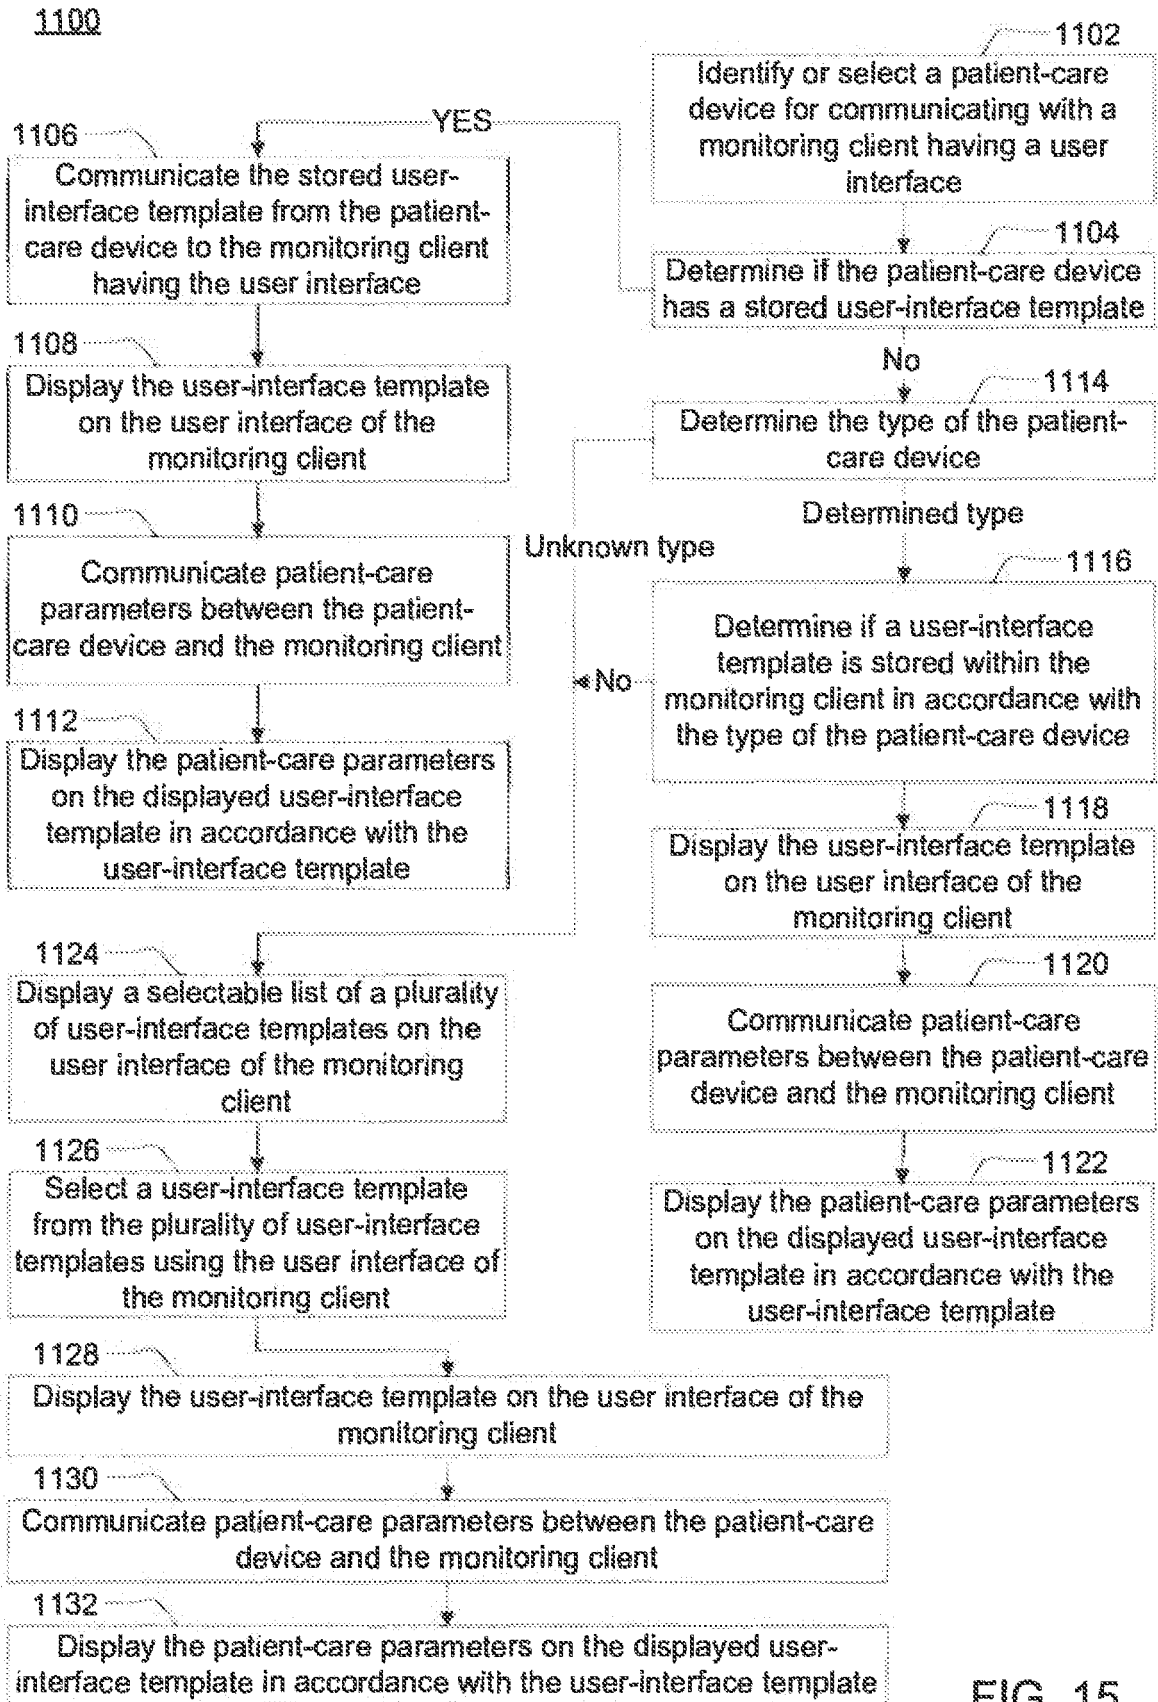 1100
1102
Identify or select a patient-care
device for communicating with a
monitoring client having a user
interface
1104
Determine if the patient-care device
has a stored user-interface template
YES
1106
Communicate the stored user-
interface template from the patient-
care device to the monitoring client
having the user interface
1108
Display the user-interface template
on the user interface of the
monitoring client
1110
Communicate patient-care
parameters between the patient-
care device and the monitoring client
1112
Display the patient-care parameters
on the displayed user-interface
template in accordance with the
user-interface template
No
1114
Determine the type of the patient-
care device
Determined type
Unknown type
1116
Determine if a user-interface
template is stored within the
monitoring client in accordance with
the type of the patient-care device
No
1118
Display the user-interface template
on the user interface of the
monitoring client
1120
Communicate patient-care
parameters between the patient-care
device and the monitoring client
1122
Display the patient-care parameters
on the displayed user-interface
template in accordance with the
user-interface template
1124
Display a selectable list of a plurality
of user-interface templates on the
user interface of the monitoring
client
1126
Select a user-interface template
from the plurality of user-interface
templates using the user interface of
the monitoring client
1128
Display the user-interface template on the user interface of the
monitoring client
1130
Communicate patient-care parameters between the patient-care
device and the monitoring client
1132
Display the patient-care parameters on the displayed user-
interface template in accordance with the user-interface template
FIG. 15